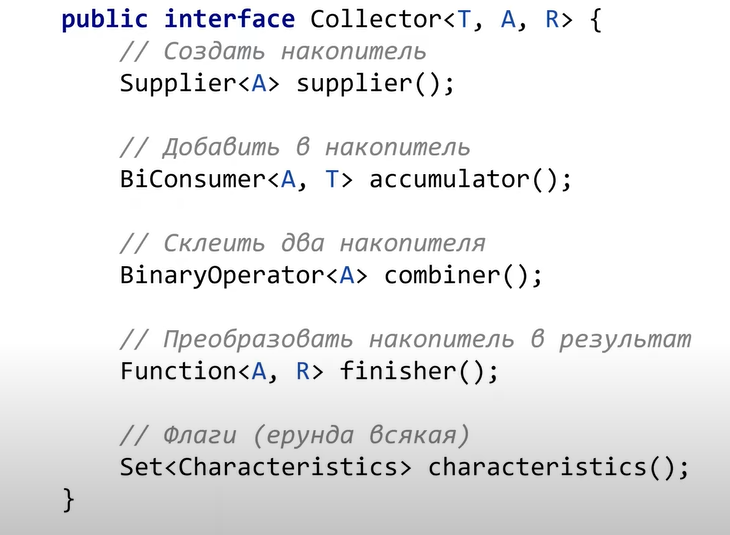 public interface Collector<T, A, R> {
// Создать накопитель
Supplier<A> supplier();
// Добавить в накопитель
BiConsumer<A, T> accumulator();
// Склеить два накопителя
BinaryOperator<A> combiner();
// Преобразовать накопитель в результат
Function<A, R> finisher();
// Флаги (ерунда всякая)
Set<Characteristics> characteristics();
}